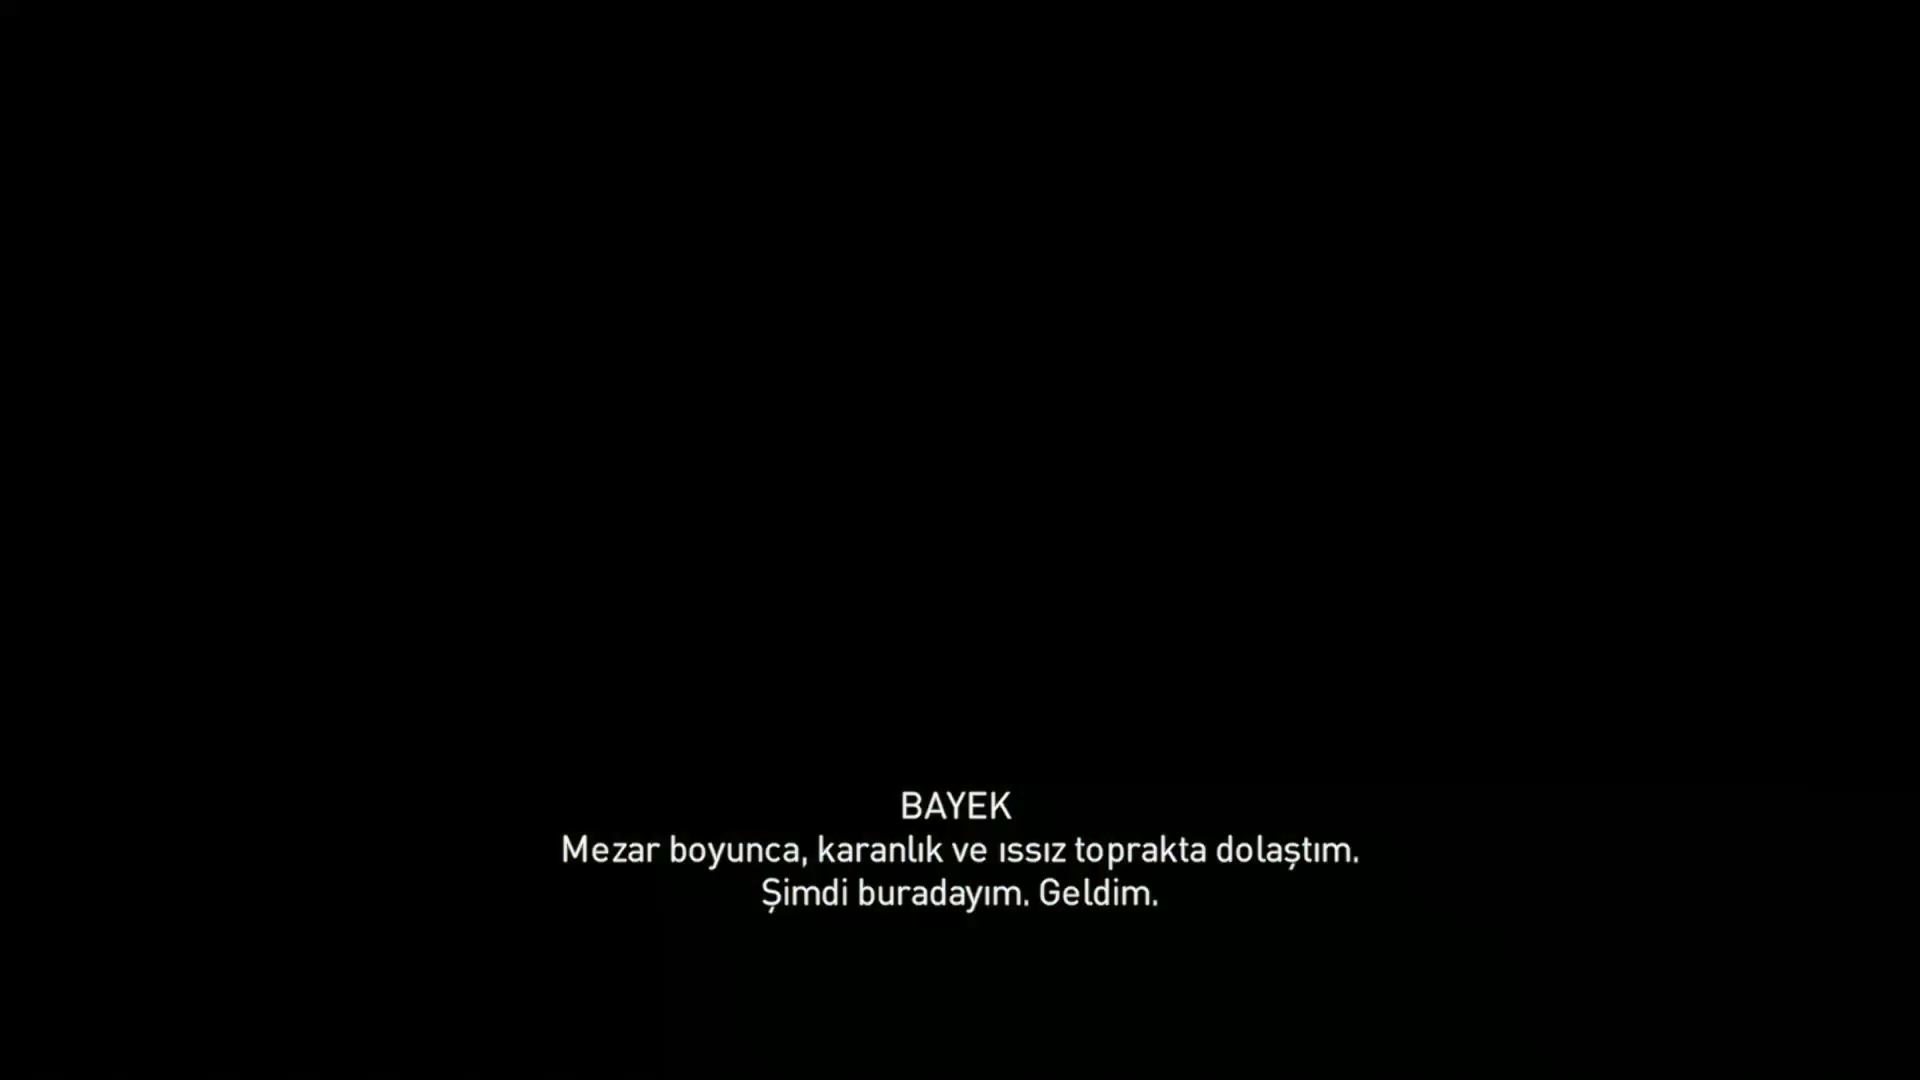 BAYEK
Mezar boyunca, karanlık ve ıssız toprakta dolaştım.
Şimdi buradayım. Geldim.